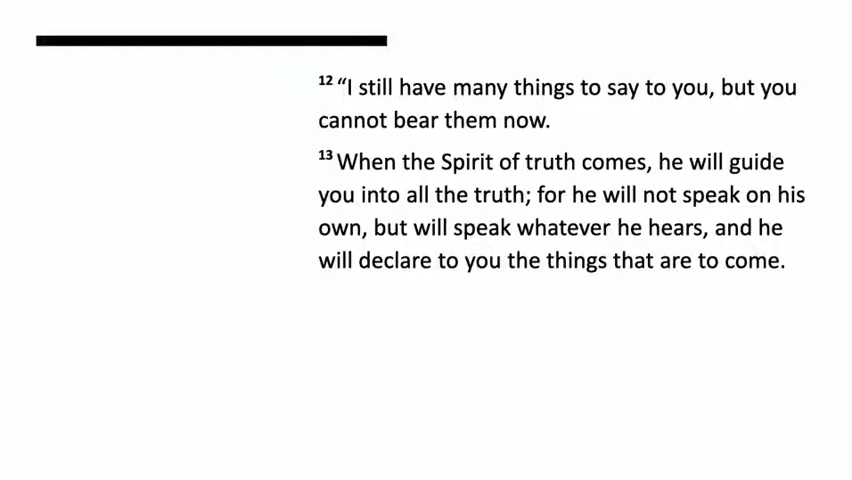 12 “I still have many things to say to you, but you
cannot bear them now.
13 When the Spirit of truth comes, he will guide
you into all the truth; for he will not speak on his
own, but will speak whatever he hears, and he
will declare to you the things that are to come.